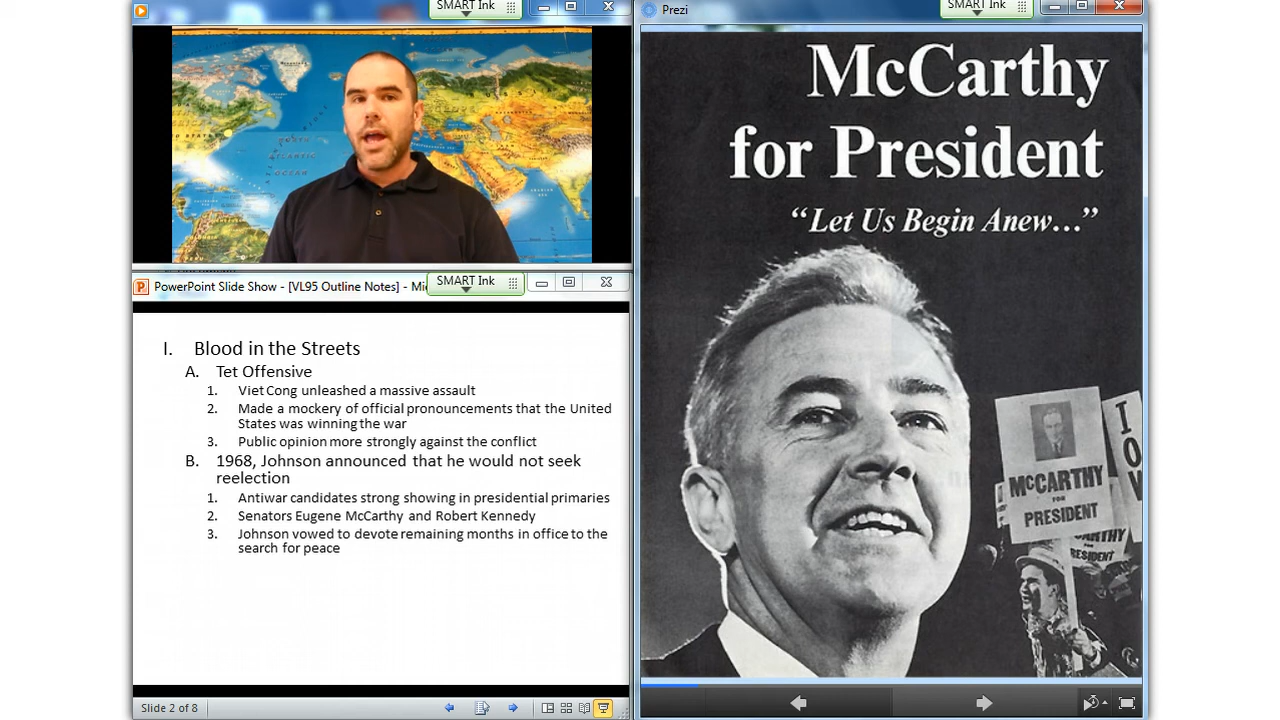 SMART Ink
Prezi
SMART Ink
McCarthy
for President
“Let Us Begin Anew...”
MCCARTHY
FOR
PRESIDENT
I
O
PRESIDENT
PowerPoint Slide Show - [VL95 Outline Notes] - Mi
SMART Ink
I. Blood in the Streets
A. Tet Offensive
1. Viet Cong unleashed a massive assault
2. Made a mockery of official pronouncements that the United
States was winning the war
3. Public opinion more strongly against the conflict
B. 1968, Johnson announced that he would not seek
reelection
1. Antiwar candidates strong showing in presidential primaries
2. Senators Eugene McCarthy and Robert Kennedy
3. Johnson vowed to devote remaining months in office to the
search for peace
Slide 2 of 8